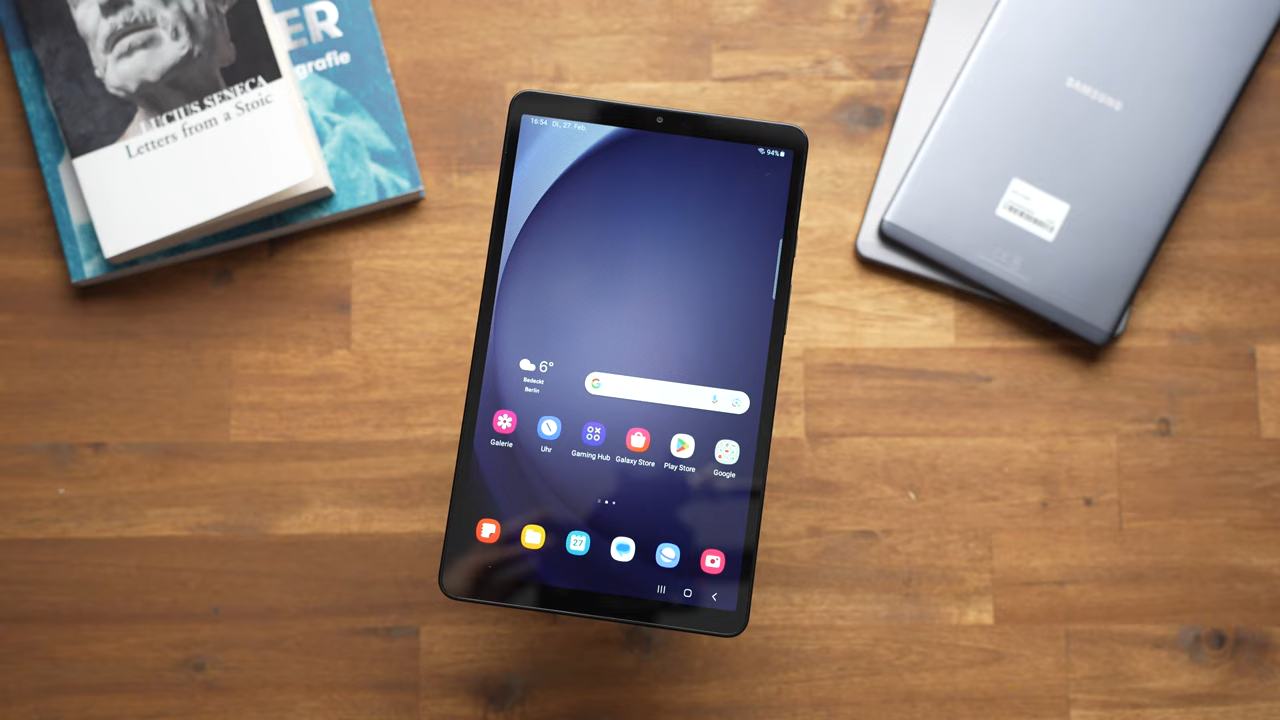 ER
grafie
LUCIUS SENECA
Letters from a Stoic
SAMSUNG
16:54 Di., 27. Feb.
94%
6°
Bedeckt
Berlin
Galerie
Uhr
Gaming Hub
Galaxy Store
Play Store
Google
27